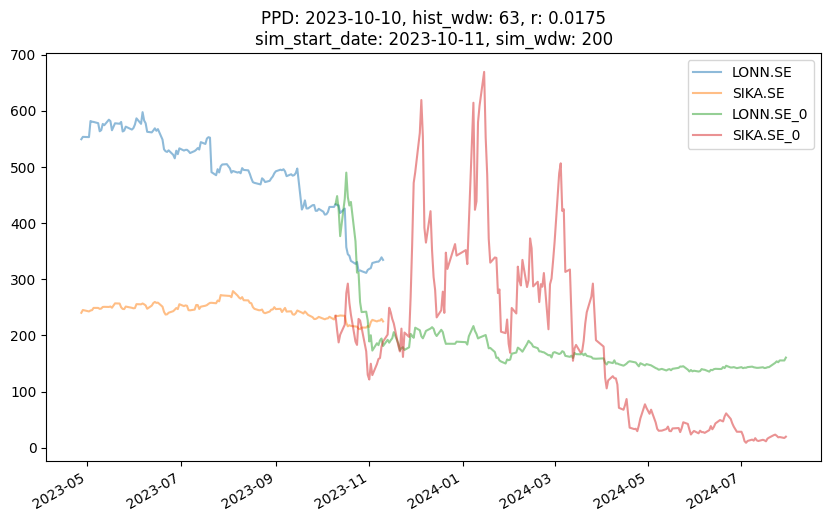 PPD: 2023-10-10, hist_wdw: 63, r: 0.0175
sim_start_date: 2023-10-11, sim_wdw: 200
700
600
500
400
300
200
100
0
LONN.SE
SIKA.SE
LONN.SE_0
SIKA.SE_0
2023-05
2023-07
2023-09
2023-11
2024-01
2024-03
2024-05
2024-07